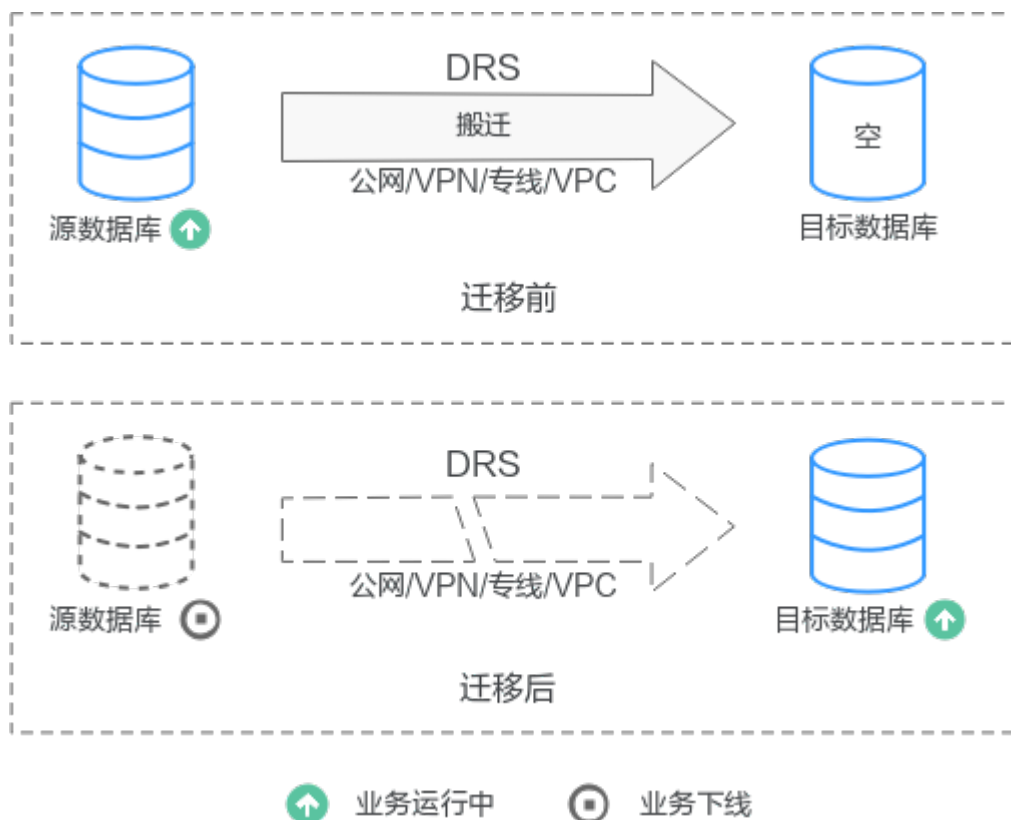 DRS
搬迁
空
公网/VPN/专线/VPC
源数据库
目标数据库
迁移前
DRS
公网/VPN/专线/VPC
源数据库
目标数据库
迁移后
业务运行中
业务下线